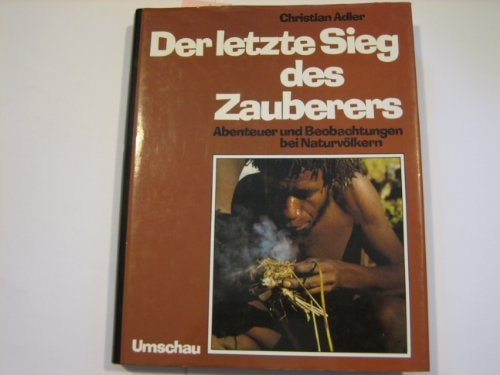 Christian Adler
Der letzte Sieg
des
Zauberers
Abenteuer und Beobachtungen
bei Naturvölkern
Umschau